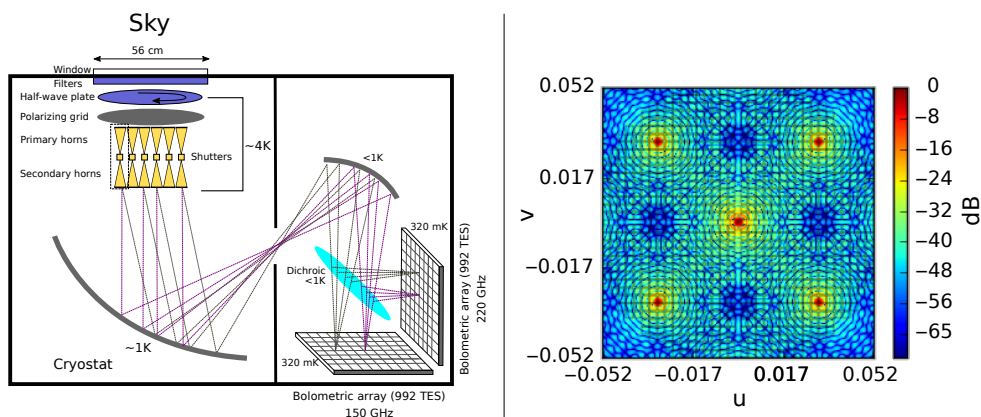 Sky
56 cm
Window
Filters
Half-wave plate
Polarizing grid
Primary horns
Shutters
Secondary horns
~4K
<1K
320 mK
Dichroic
<1K
Bolometric array (992 TES)
220 GHz
~1K
Cryostat
320 mK
Bolometric array (992 TES)
150 GHz
0.052
0.017
−0.017
−0.052
v
−0.052
−0.017
0.017
0.052
u
0
−8
−16
−24
−32
−40
−48
−56
−65
dB